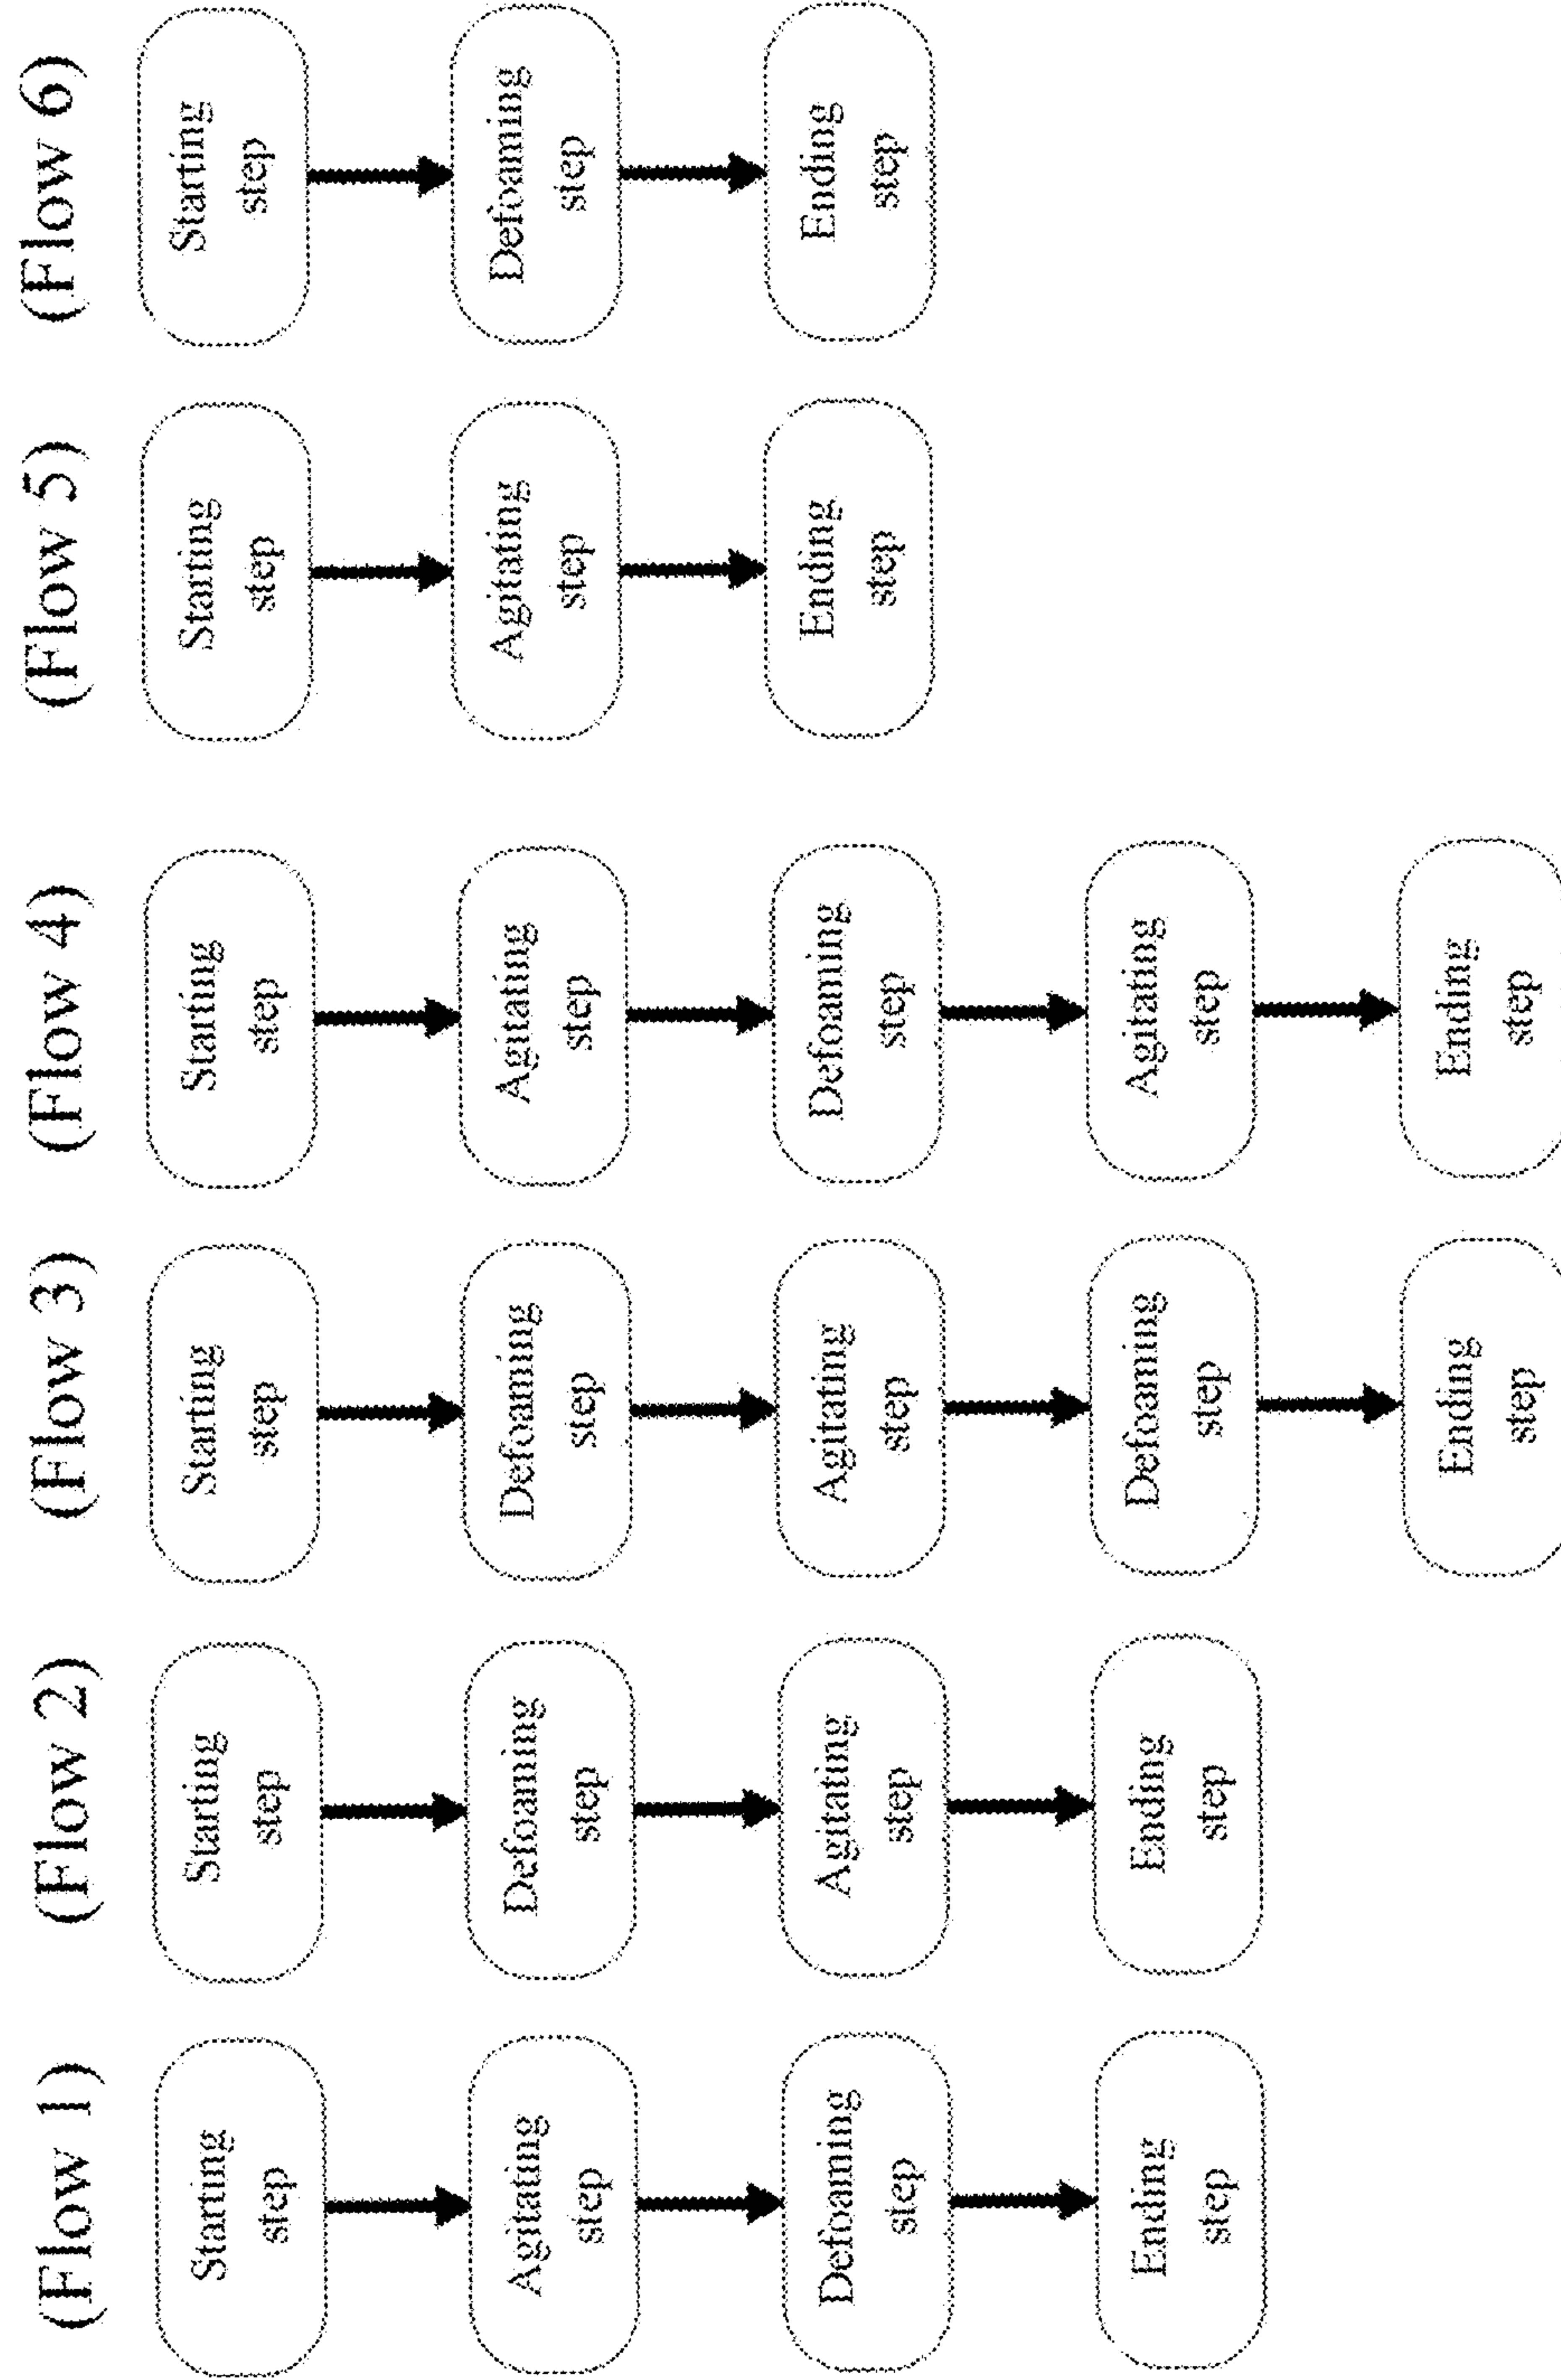 (Flow 1)
Starting
step
Agitating
step
Defoaming
step
Ending
step
(Flow 2)
Starting
step
Defoaming
step
Agitating
step
Ending
step
(Flow 3)
Starting
step
Defoaming
step
Agitating
step
Defoaming
step
Ending
step
(Flow 4)
Starting
step
Agitating
step
Defoaming
step
Agitating
step
Ending
step
(Flow 5)
Starting
step
Agitating
step
Ending
step
(Flow 6)
Starting
step
Defoaming
step
Ending
step